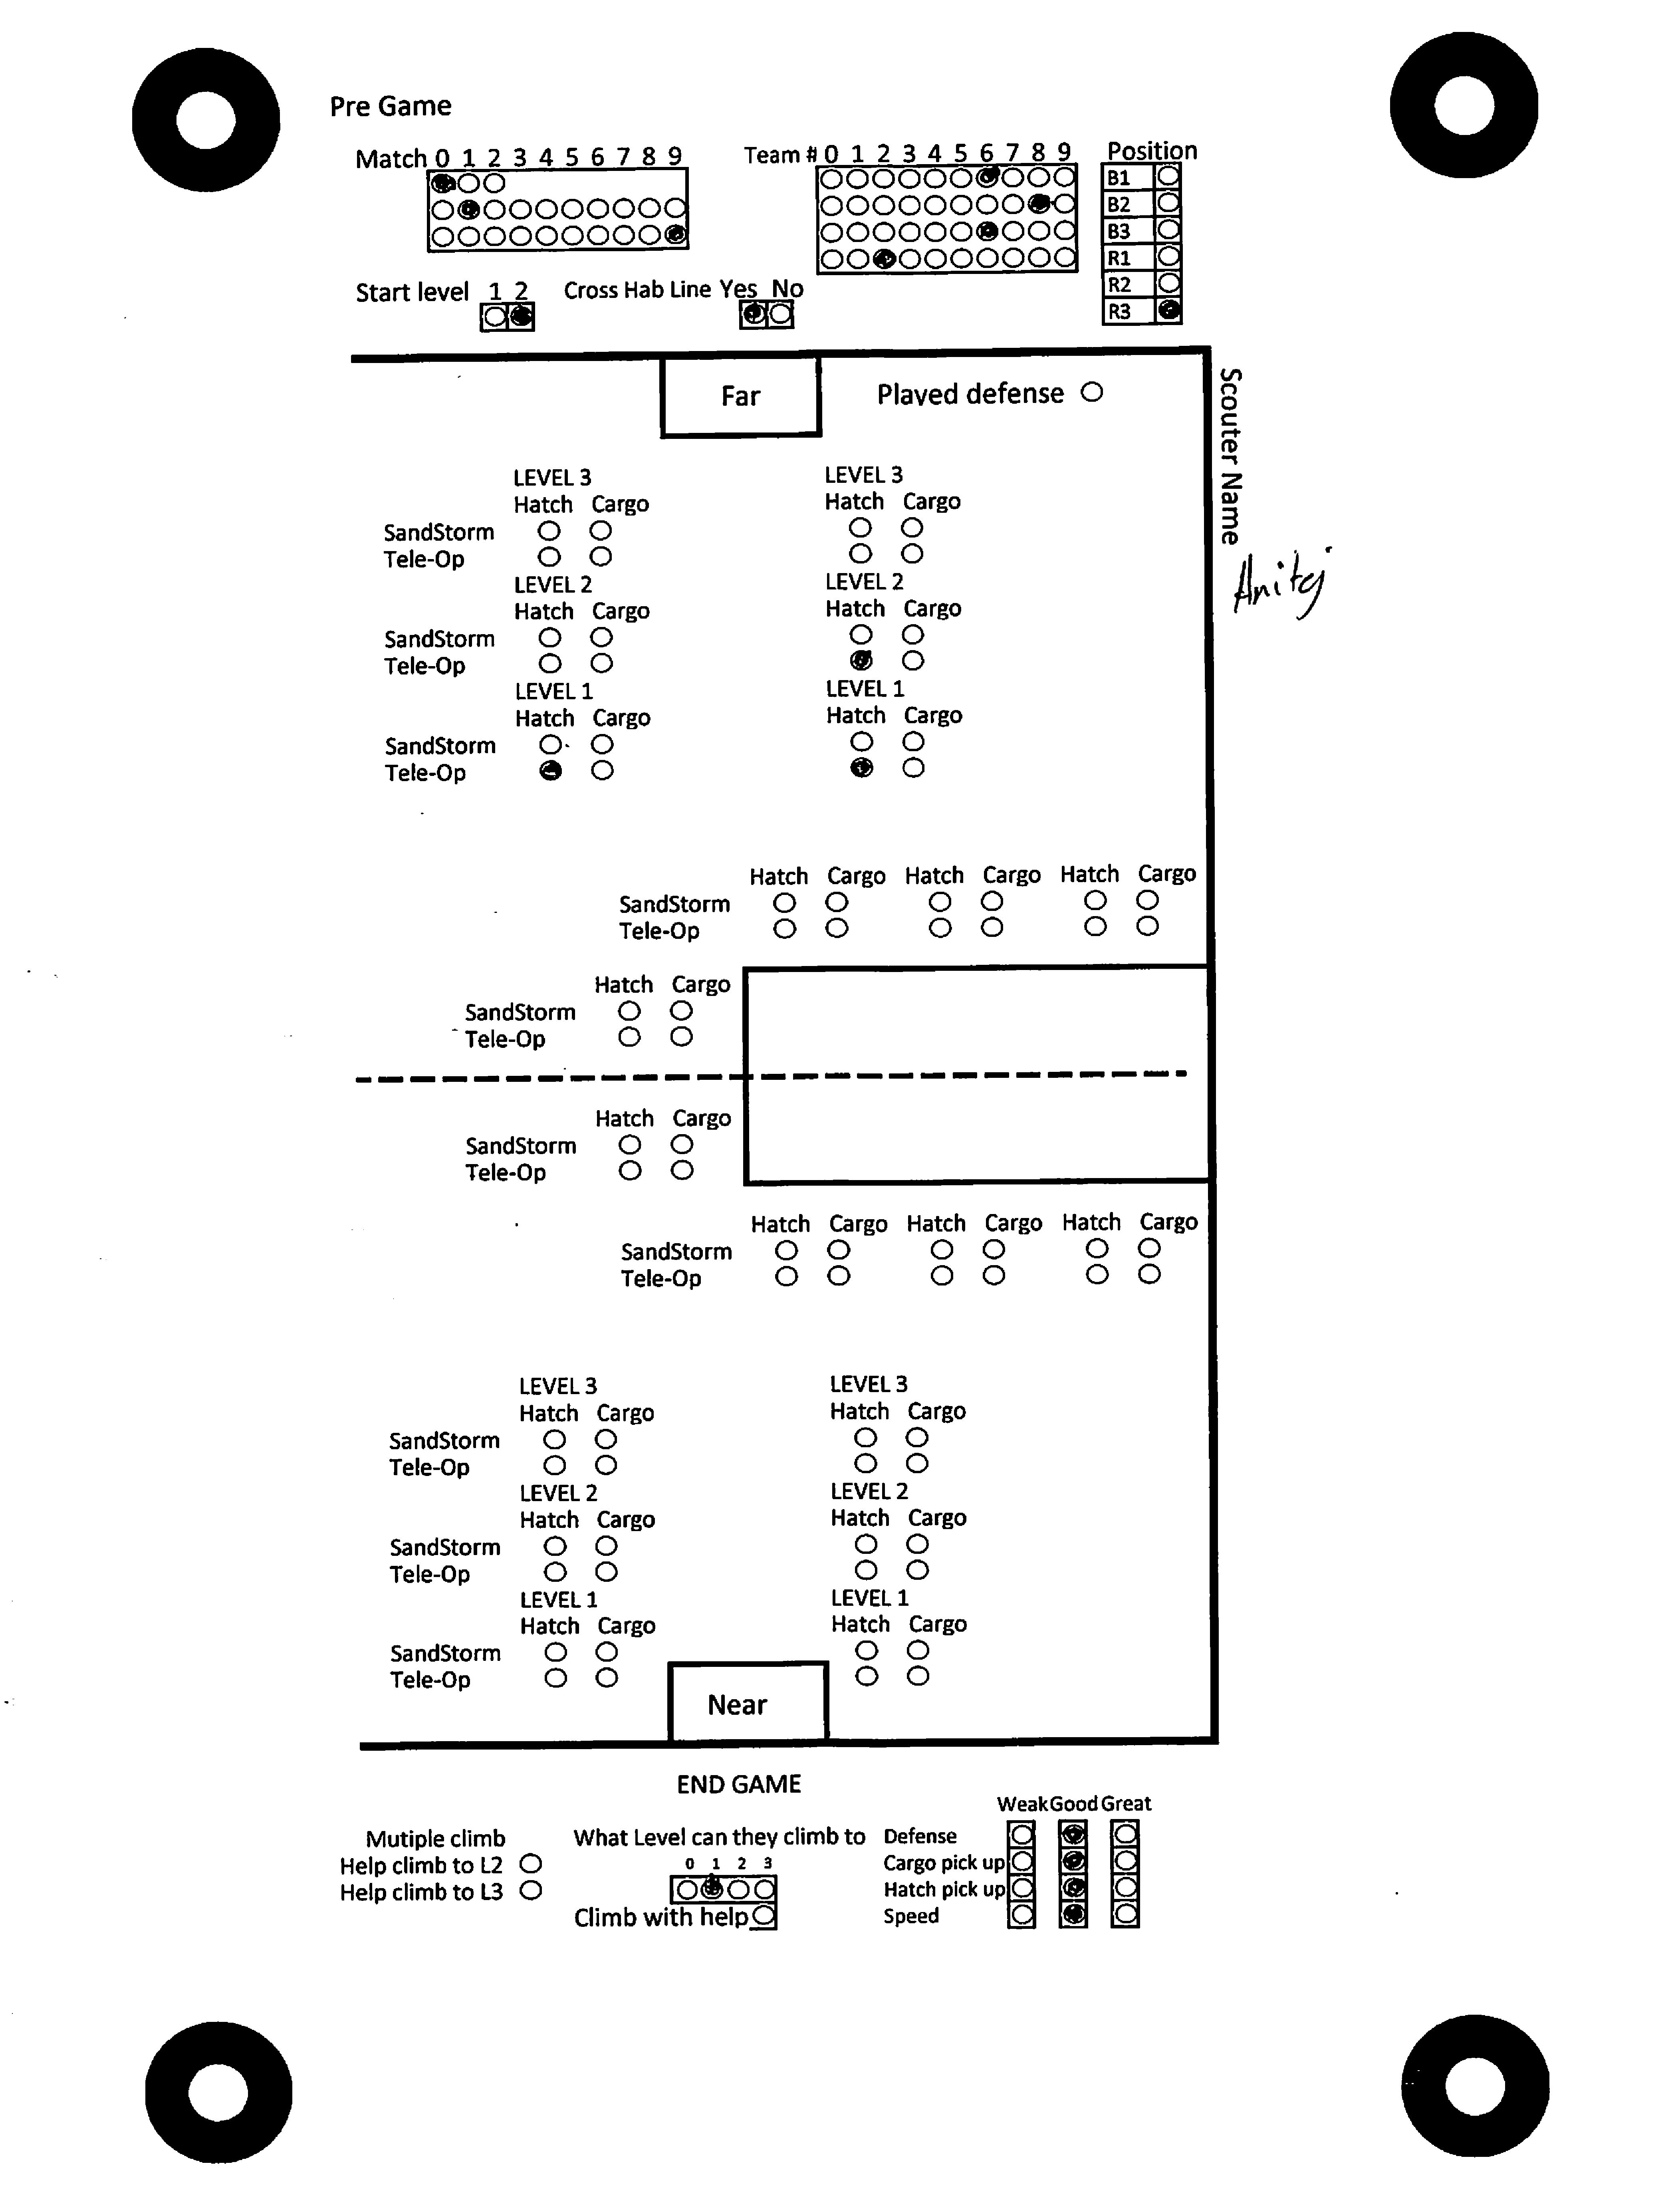 Pre Game
Match 0 1 2 3 4 5 6 7 8 9
Team # 0 1 2 3 4 5 6 7 8 9
Position
B1
B2
B3
R1
R2
R3
Start level 1 2
Cross Hab Line Yes No
Far
Played defense
Scouter Name
LEVEL 3
LEVEL 3
Hatch Cargo
Hatch Cargo
SandStorm
Tele-Op
LEVEL 2
LEVEL 2
Hatch Cargo
Hatch Cargo
SandStorm
Tele-Op
LEVEL 1
LEVEL 1
Hatch Cargo
Hatch Cargo
SandStorm
Tele-Op
Hatch Cargo Hatch Cargo Hatch Cargo
SandStorm
Tele-Op
Hatch Cargo
SandStorm
Tele-Op
Hatch Cargo
SandStorm
Tele-Op
Hatch Cargo Hatch Cargo Hatch Cargo
SandStorm
Tele-Op
LEVEL 3
LEVEL 3
Hatch Cargo
Hatch Cargo
SandStorm
Tele-Op
LEVEL 2
LEVEL 2
Hatch Cargo
Hatch Cargo
SandStorm
Tele-Op
LEVEL 1
LEVEL 1
Hatch Cargo
Hatch Cargo
SandStorm
Tele-Op
Near
END GAME
Mutiple climb
Help climb to L2
Help climb to L3
What Level can they climb to
0 1 2 3
Climb with help
Weak Good Great
Defense
Cargo pick up
Hatch pick up
Speed